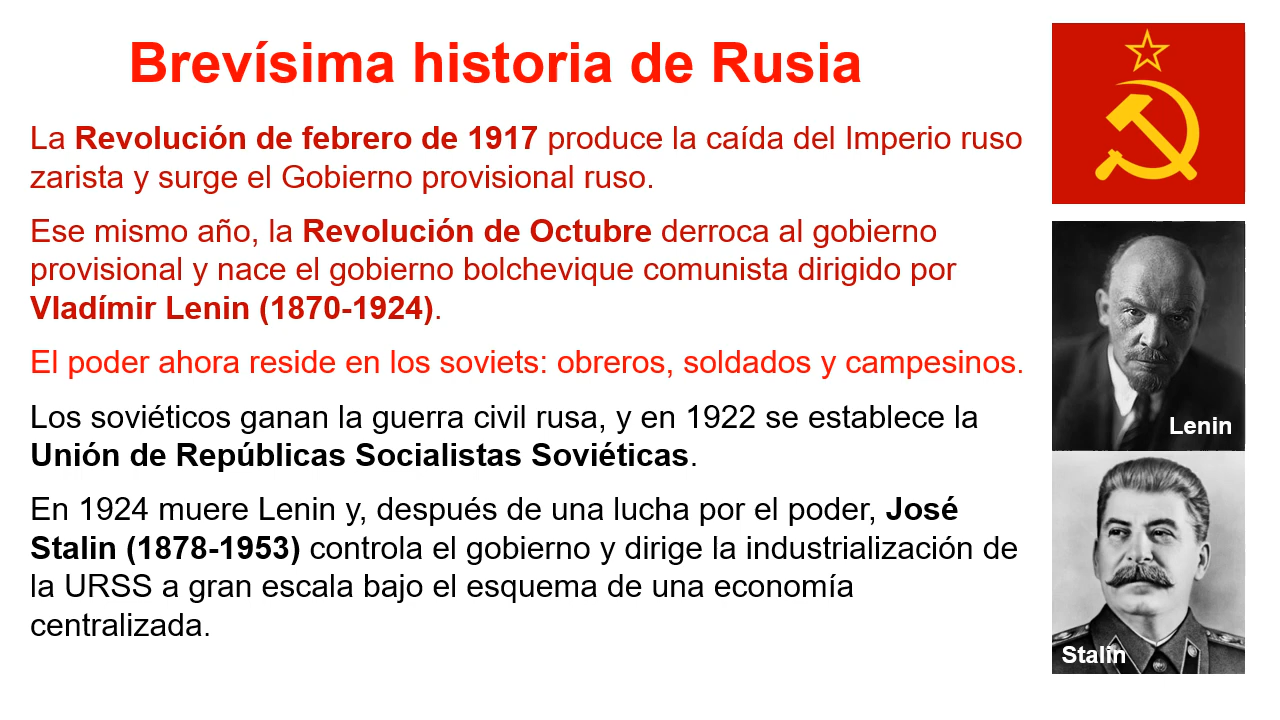 Brevísima historia de Rusia
La Revolución de febrero de 1917 produce la caída del Imperio ruso
zarista y surge el Gobierno provisional ruso.
Ese mismo año, la Revolución de Octubre derroca al gobierno
provisional y nace el gobierno bolchevique comunista dirigido por
Vladímir Lenin (1870-1924).
El poder ahora reside en los soviets: obreros, soldados y campesinos.
Los soviéticos ganan la guerra civil rusa, y en 1922 se establece la
Unión de Repúblicas Socialistas Soviéticas.
En 1924 muere Lenin y, después de una lucha por el poder, José
Stalin (1878-1953) controla el gobierno y dirige la industrialización de
la URSS a gran escala bajo el esquema de una economía
centralizada.
Lenin
Stalin